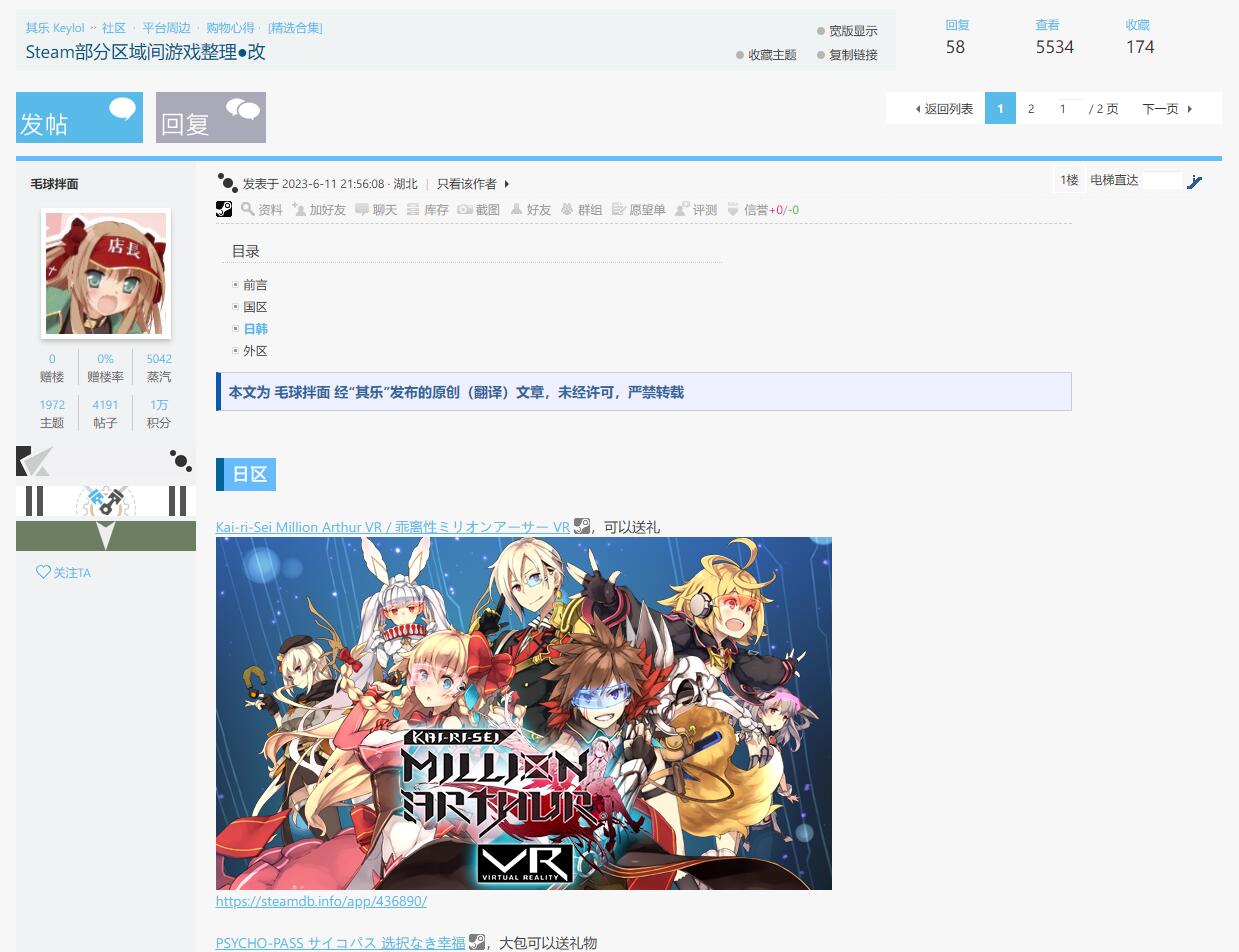 其乐 Keylol ›› 社区 · 平台周边 · 购物心得 · [精选合集]
Steam部分区域间游戏整理●改
宽版显示
收藏主题
复制链接
回复 查看 收藏
58 5534 174
发帖
回复
返回列表 1 2 1 / 2 页 下一页
毛球拌面
发表于 2023-6-11 21:56:08 · 湖北 | 只看该作者
1楼 电梯直达
资料 加好友 聊天 库存 截图 好友 群组 愿望单 评测 信誉+0/-0
店長
0 0% 5042
赠楼 赠楼率 蒸汽
1972 4191 1万
主题 帖子 积分
关注TA
目录
前言
国区
日韩
外区
本文为 毛球拌面 经“其乐”发布的原创（翻译）文章，未经许可，严禁转载
日区
Kai-ri-Sei Million Arthur VR / 乖離性ミリオンアーサー VR ，可以送礼
KAI-RI-SEI
MILLION
ARTHUR
VR
VIRTUAL REALITY
https://steamdb.info/app/436890/
PSYCHO-PASS サイコパス 選択なき幸福 ，大包可以送礼物